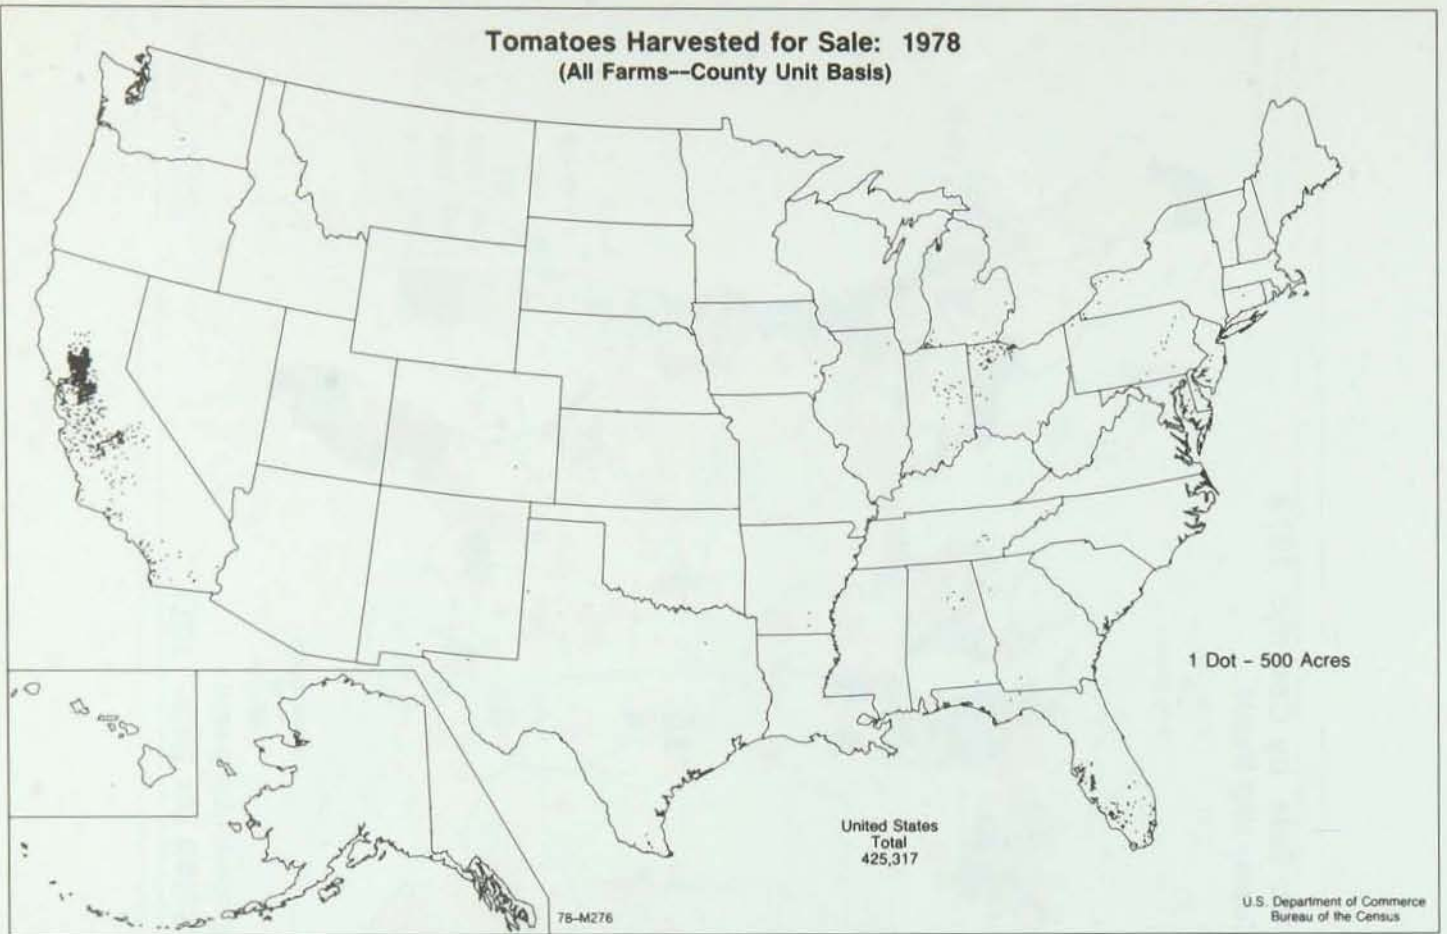 Tomatoes Harvested for Sale: 1978
(All Farms--County Unit Basis)
1 Dot - 500 Acres
United States
Total
425,317
78-M276
U.S. Department of Commerce
Bureau of the Census